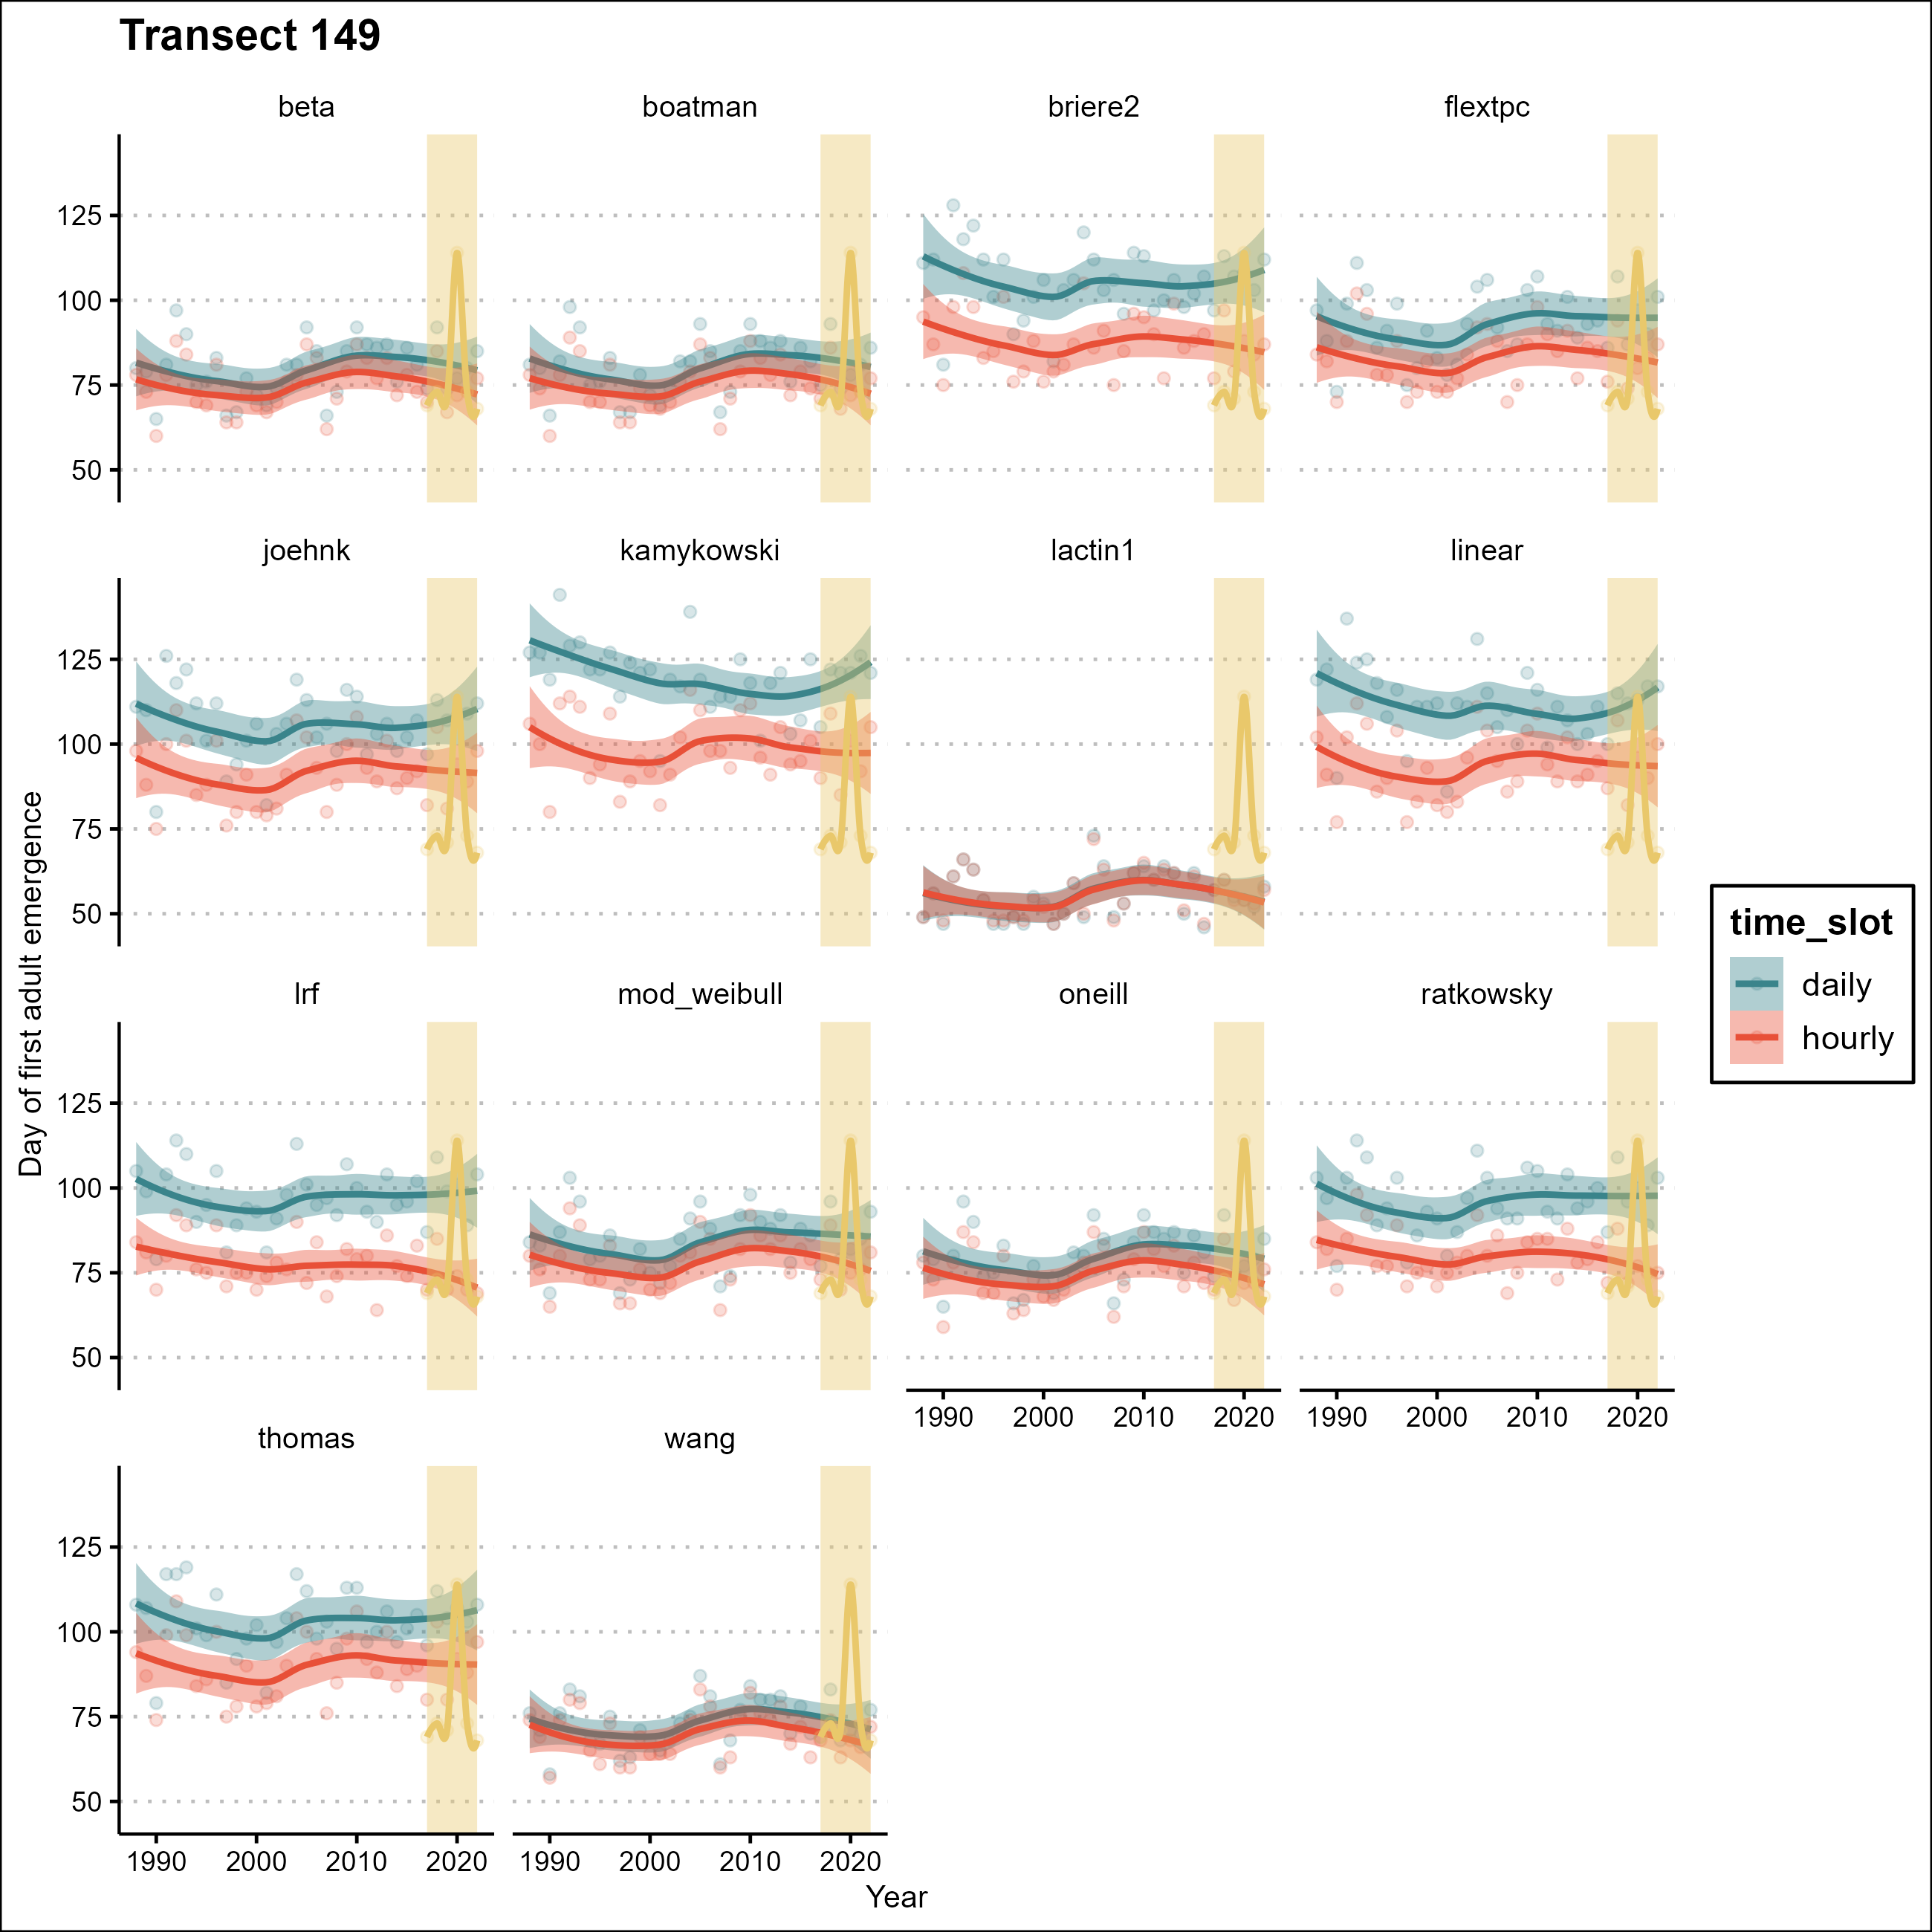 Transect 149
beta boatman briere2 flextpc
125
100
75
50
joehnk kamykowski lactin1 linear
125
100
75
50
lrf mod_weibull oneill ratkowsky
125
100
75
50
1990 2000 2010 2020 1990 2000 2010 2020
thomas wang
125
100
75
50
1990 2000 2010 2020 1990 2000 2010 2020
Year
Day of first adult emergence
time_slot
daily
hourly